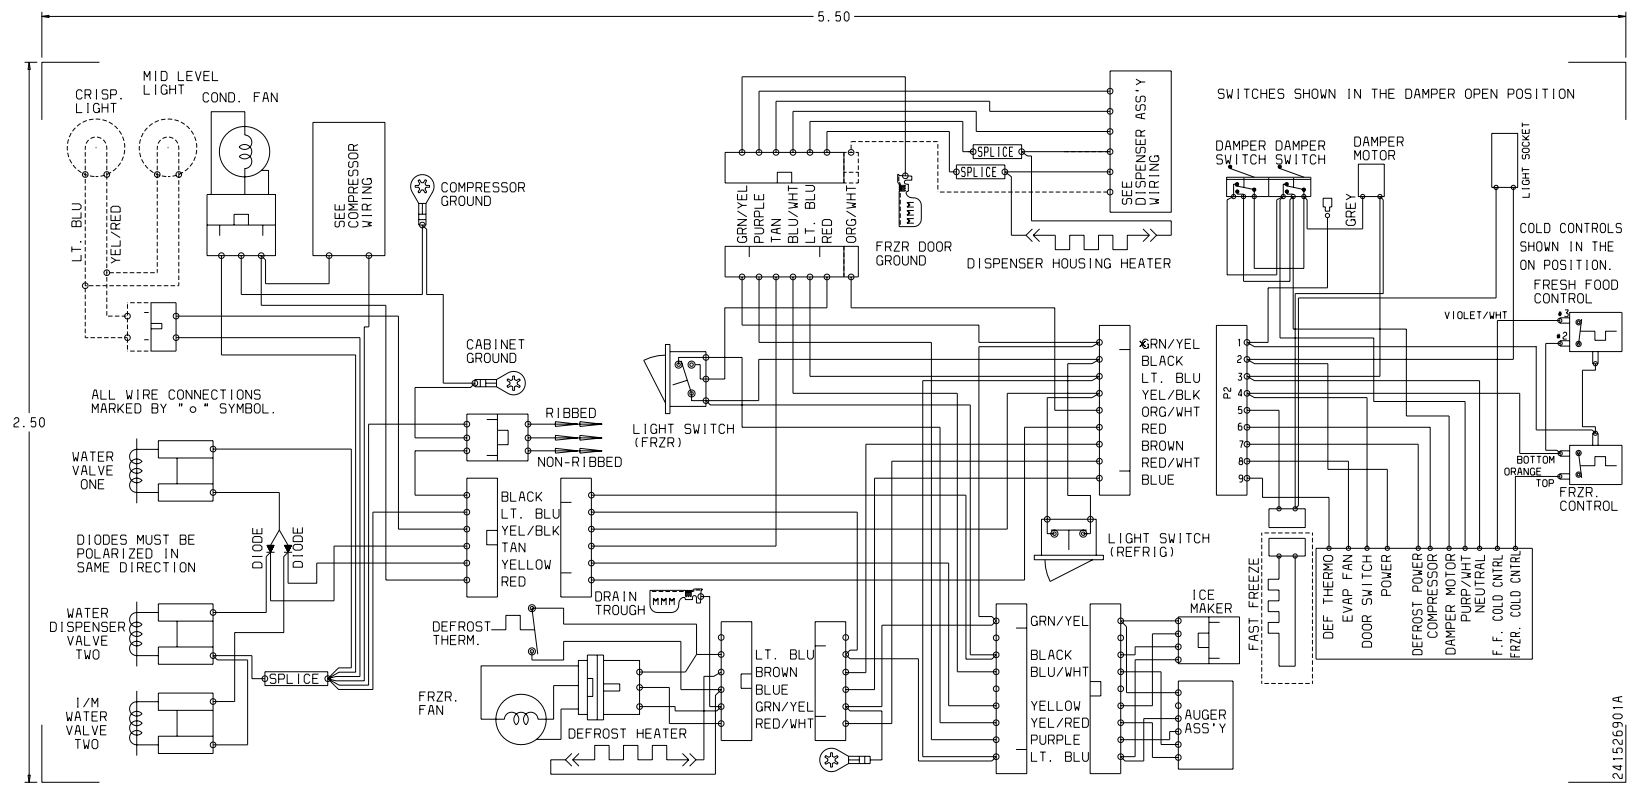 5.50
2.50
CRISP.
LIGHT
MID LEVEL
LIGHT
COND. FAN
LT. BLU
YEL/RED
SEE
COMPRESSOR
WIRING
COMPRESSOR
GROUND
CABINET
GROUND
ALL WIRE CONNECTIONS
MARKED BY "o" SYMBOL.
WATER
VALVE
ONE
DIODES MUST BE
POLARIZED IN
SAME DIRECTION
DIODE
DIODE
WATER
DISPENSER
VALVE
TWO
I/M
WATER
VALVE
TWO
SPLICE
RIBBED
NON-RIBBED
BLACK
LT. BLU
YEL/BLK
TAN
YELLOW
RED
DEFROST
THERM.
FRZR.
FAN
DRAIN
TROUGH
DEFROST HEATER
LT. BLU
BROWN
BLUE
GRN/YEL
RED/WHT
LIGHT SWITCH
(FRZR)
GRN/YEL
PURPLE
TAN
BLU/WHT
LT. BLU
RED
ORG/WHT
SPLICE
SPLICE
SEE
DISPENSER ASS'Y
WIRING
FRZR DOOR
GROUND
DISPENSER HOUSING HEATER
GRN/YEL
BLACK
LT. BLU
YEL/BLK
ORG/WHT
RED
BROWN
RED/WHT
BLUE
LIGHT SWITCH
(REFRIG)
GRN/YEL
BLACK
BLU/WHT
YELLOW
YEL/RED
PURPLE
LT. BLU
ICE
MAKER
AUGER
ASS'Y
SWITCHES SHOWN IN THE DAMPER OPEN POSITION
DAMPER
SWITCH
DAMPER
SWITCH
DAMPER
MOTOR
GREY
LIGHT SOCKET
COLD CONTROLS
SHOWN IN THE
ON POSITION.
FRESH FOOD
CONTROL
VIOLET/WHT
#3
#2
P2
1
2
3
4
5
6
7
8
9
BOTTOM
ORANGE
TOP
FRZR.
CONTROL
FAST FREEZE
DEF THERMO
EVAP FAN
DOOR SWITCH
POWER
DEFROST POWER
COMPRESSOR
DAMPER MOTOR
PURP/WHT
NEUTRAL
F.F. COLD CNTRL
FRZR. COLD CNTRL
241526901A